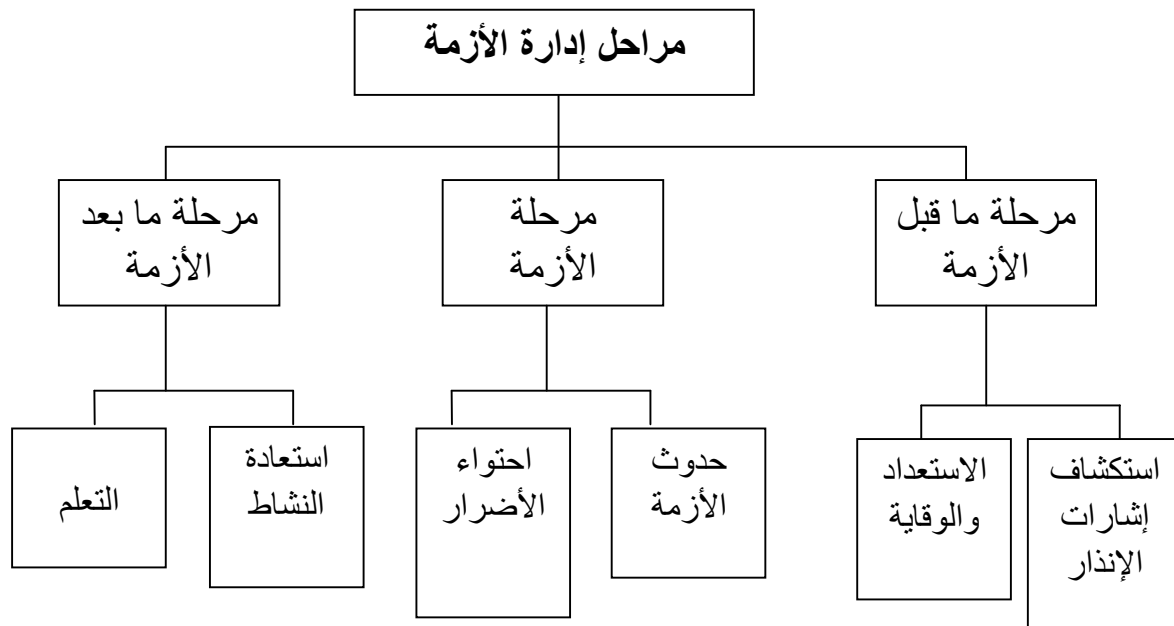 مراحل إدارة الأزمة
مرحلة ما قبل
الأزمة
مرحلة
الأزمة
مرحلة ما بعد
الأزمة
استكشاف
إشارات
الإنذار
الاستعداد
والوقاية
حدوث
الأزمة
احتواء
الأضرار
استعادة
النشاط
التعلم